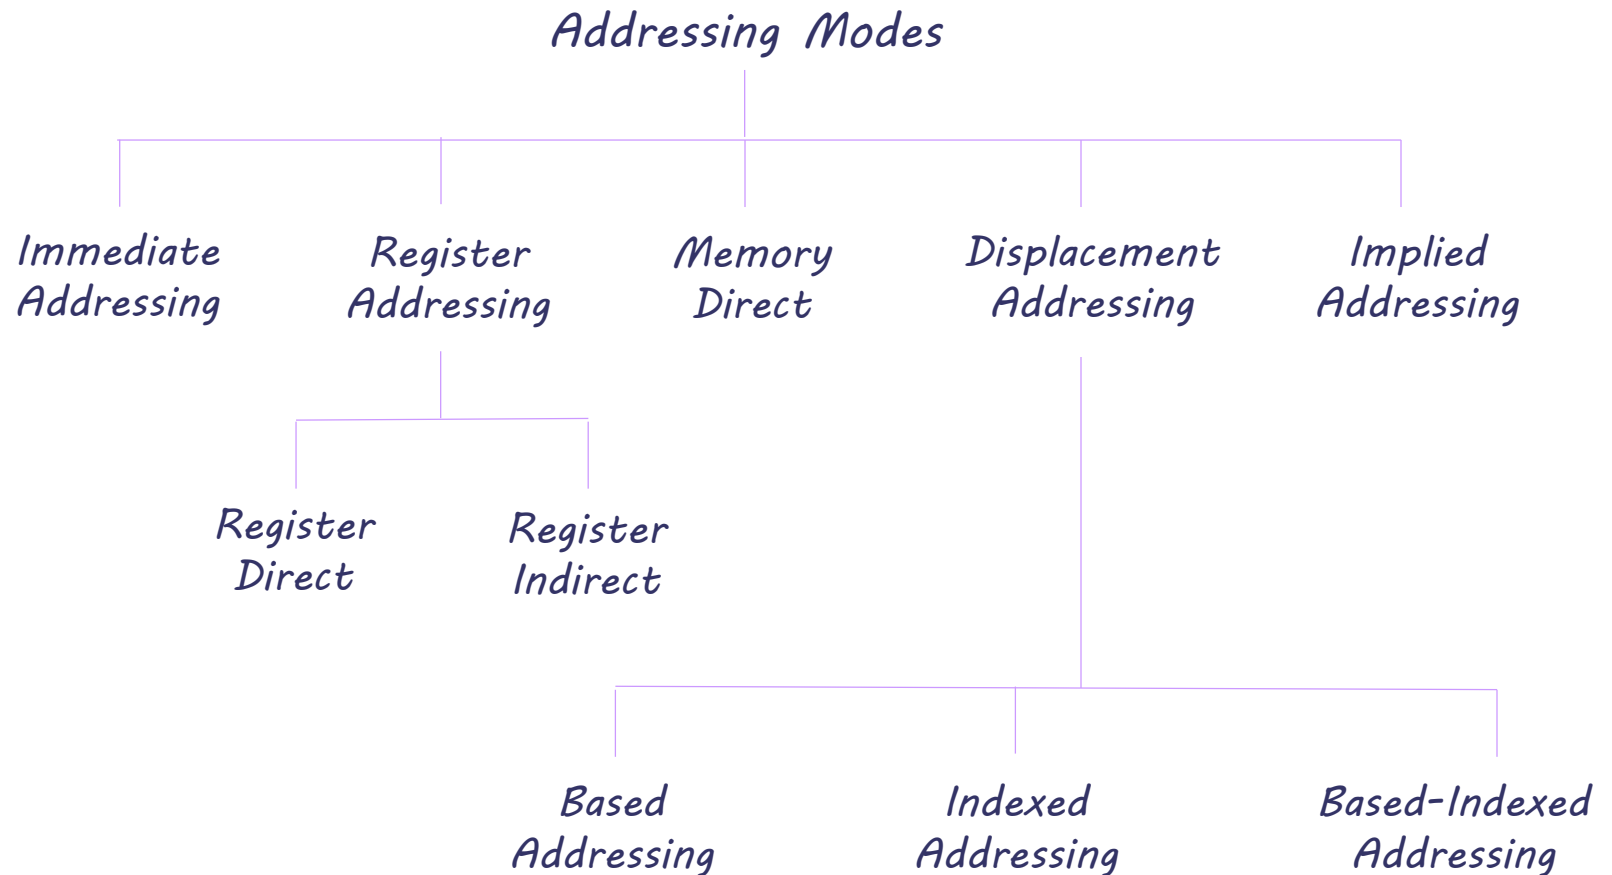 Addressing Modes
Immediate
Addressing
Register
Addressing
Memory
Direct
Displacement
Addressing
Implied
Addressing
Register
Direct
Register
Indirect
Based
Addressing
Indexed
Addressing
Based-Indexed
Addressing